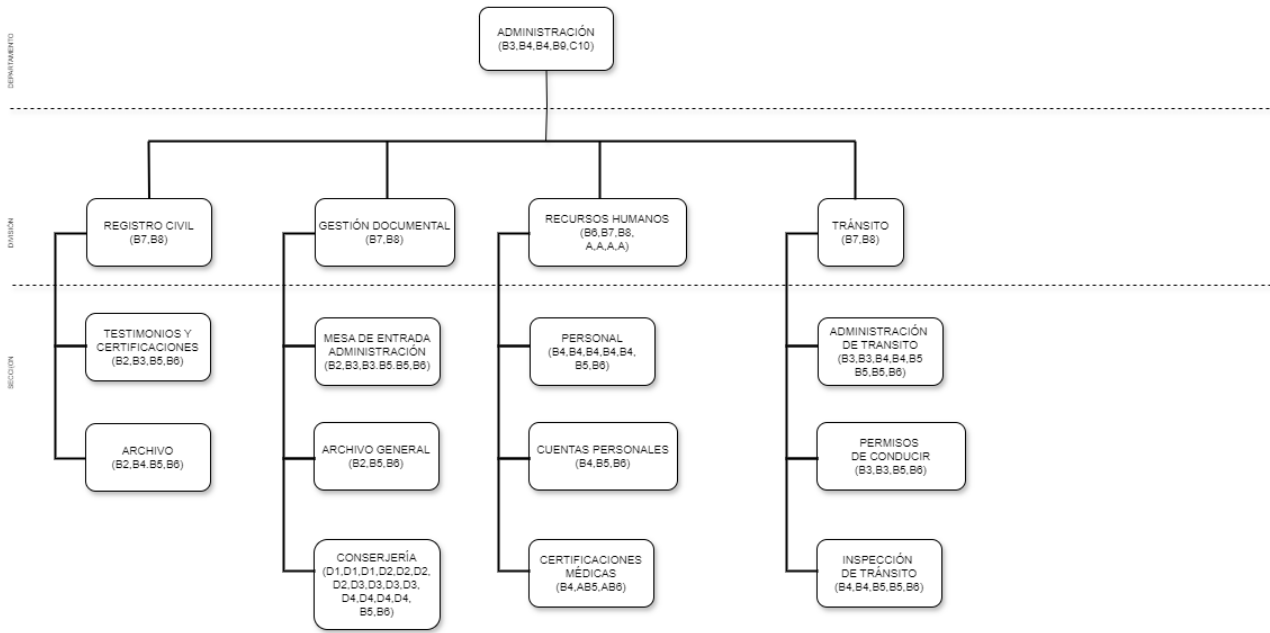 DEPARTAMENTO
ADMINISTRACIÓN
(B3,B4,B4,B9,C10)
DIVISIÓN
REGISTRO CIVIL
(B7,B8)
GESTIÓN DOCUMENTAL
(B7,B8)
RECURSOS HUMANOS
(B6,B7,B8,
A,A,A,A)
TRÁNSITO
(B7,B8)
SECCIÓN
TESTIMONIOS Y
CERTIFICACIONES
(B2,B3,B5,B6)
MESA DE ENTRADA
ADMINISTRACIÓN
(B2,B3,B3.B5.B5,B6)
PERSONAL
(B4,B4,B4,B4,B4,
B5,B6)
ADMINISTRACIÓN
DE TRANSITO
(B3,B3,B4,B4,B5
B5,B5,B6)
ARCHIVO
(B2,B4.B5,B6)
ARCHIVO GENERAL
(B2,B5,B6)
CUENTAS PERSONALES
(B4,B5,B6)
PERMISOS
DE CONDUCIR
(B3,B3,B5,B6)
CONSERJERÍA
(D1,D1,D1,D2,D2,D2,
D2,D3,D3,D3,D3,
D4,D4,D4,D4,
B5,B6)
CERTIFICACIONES
MÉDICAS
(B4,AB5,AB6)
INSPECCIÓN
DE TRÁNSITO
(B4,B4,B5,B5,B6)